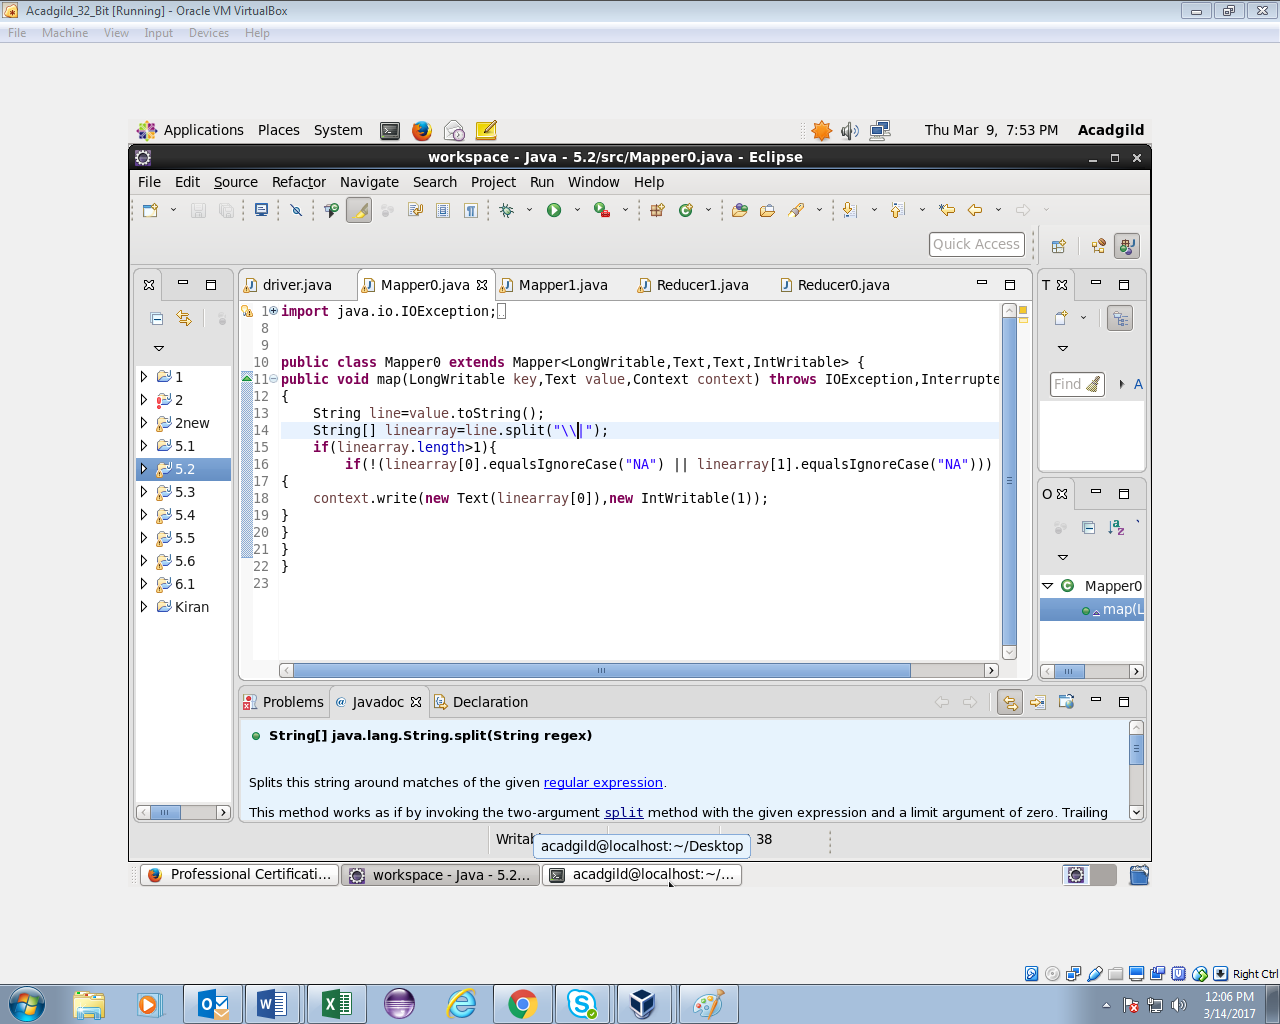 Acadgild_32_Bit [Running] - Oracle VM VirtualBox
File Machine View Input Devices Help
Applications Places System Thu Mar 9, 7:53 PM Acadgild
workspace - Java - 5.2/src/Mapper0.java - Eclipse
File Edit Source Refactor Navigate Search Project Run Window Help
Quick Access
driver.java Mapper0.java Mapper1.java Reducer1.java Reducer0.java
T
1 import java.io.IOException;
8
9
10 public class Mapper0 extends Mapper<LongWritable,Text,Text,IntWritable> {
11 public void map(LongWritable key,Text value,Context context) throws IOException,Interrupte
12 {
13 String line=value.toString();
14 String[] linearray=line.split("\\|");
15 if(linearray.length>1){
16 if(!(linearray[0].equalsIgnoreCase("NA") || linearray[1].equalsIgnoreCase("NA")))
17 {
18 context.write(new Text(linearray[0]),new IntWritable(1));
19 }
20 }
21 }
22 }
23
1
2
2new
5.1
5.2
5.3
5.4
5.5
5.6
6.1
Kiran
Find
A
O
Mapper0
map(L
Problems Javadoc Declaration
String[] java.lang.String.split(String regex)
Splits this string around matches of the given regular expression.
This method works as if by invoking the two-argument split method with the given expression and a limit argument of zero. Trailing
Writab 38
acadgild@localhost:~/Desktop
Professional Certificati... workspace - Java - 5.2... acadgild@localhost:~/...
Right Ctrl
12:06 PM
3/14/2017